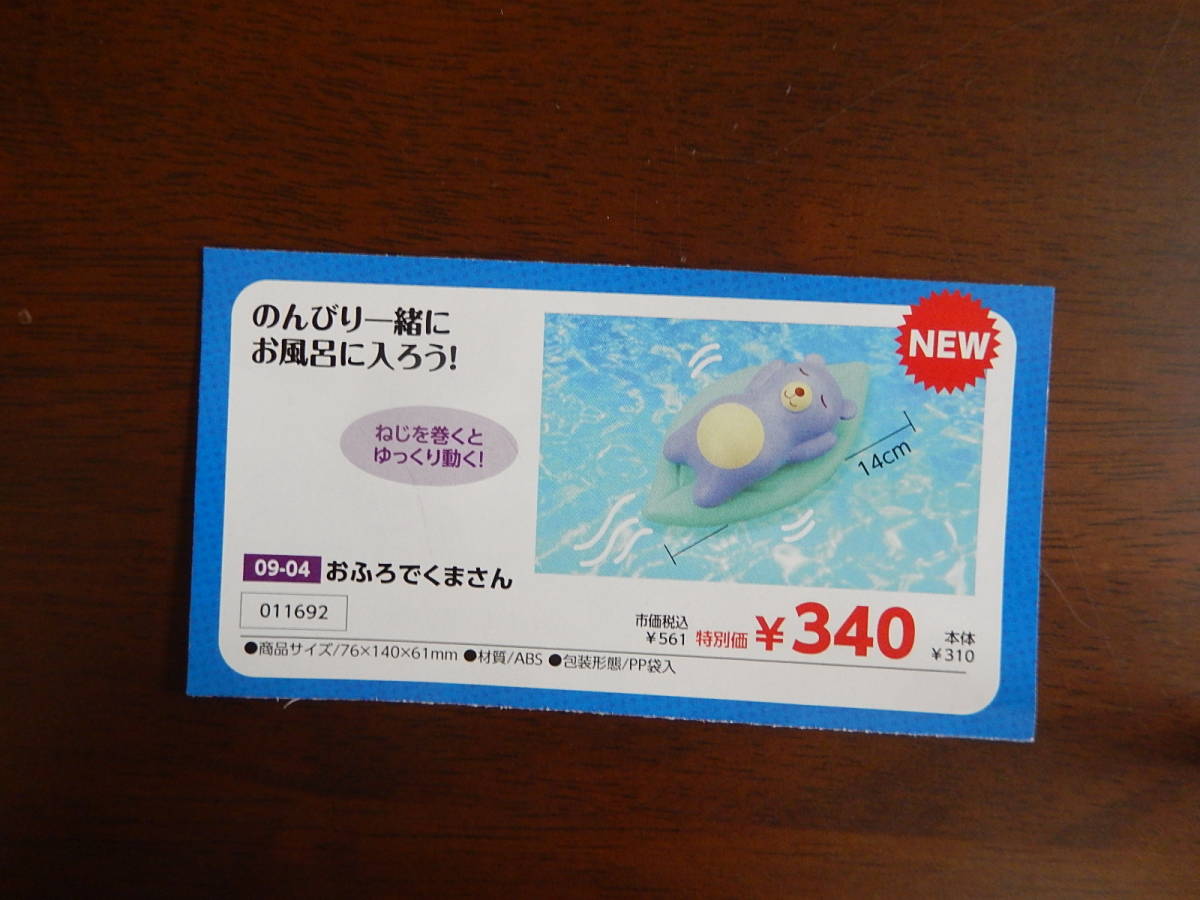 のんびり一緒に
お風呂に入ろう!
NEW
ねじを巻くと
ゆっくり動く!
14cm
09-04 おふろでくまさん
011692
市価税込
¥561
特別価 ¥340
本体
¥310
●商品サイズ/76×140×61mm ●材質/ABS ●包装形態/PP袋入